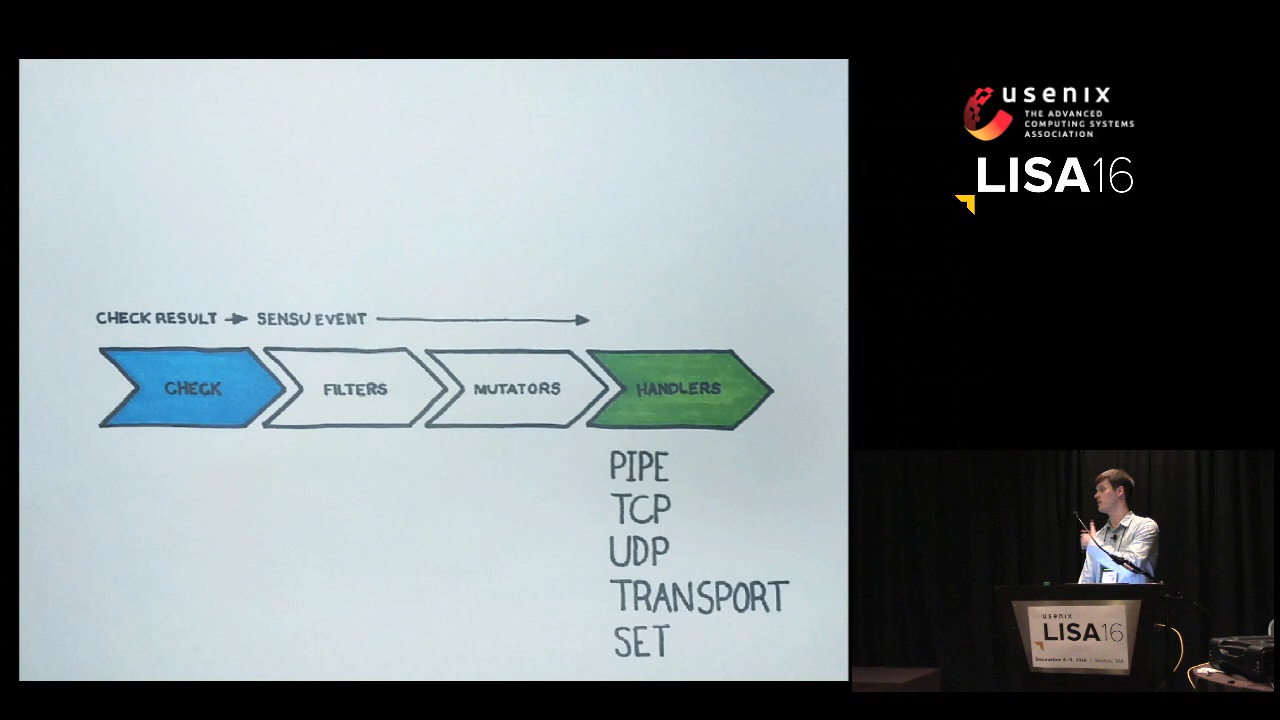 CHECK RESULT → SENSU EVENT
CHECK
FILTERS
MUTATORS
HANDLERS
PIPE
TCP
UDP
TRANSPORT
SET
usenix
THE ADVANCED
COMPUTING SYSTEMS
ASSOCIATION
LISA16
usenix
LISA16